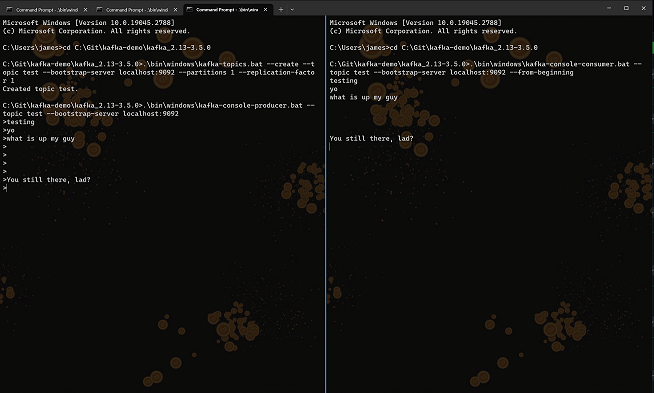 Command Prompt - .\bin\wind
Command Prompt - .\bin\wind
Command Prompt - .\bin\win
Microsoft Windows [Version 10.0.19045.2788]
(c) Microsoft Corporation. All rights reserved.
C:\Users\james>cd C:\Git\kafka-demo\kafka_2.13-3.5.0
C:\Git\kafka-demo\kafka_2.13-3.5.0>.\bin\windows\kafka-topics.bat --create --t
opic test --bootstrap-server localhost:9092 --partitions 1 --replication-facto
r 1
Created topic test.
C:\Git\kafka-demo\kafka_2.13-3.5.0>.\bin\windows\kafka-console-producer.bat --
topic test --bootstrap-server localhost:9092
>testing
>yo
>what is up my guy
>
>
>
>
>You still there, lad?
>
Microsoft Windows [Version 10.0.19045.2788]
(c) Microsoft Corporation. All rights reserved.
C:\Users\james>cd C:\Git\kafka-demo\kafka_2.13-3.5.0
C:\Git\kafka-demo\kafka_2.13-3.5.0>.\bin\windows\kafka-console-consumer.bat --
topic test --bootstrap-server localhost:9092 --from-beginning
testing
yo
what is up my guy
You still there, lad?